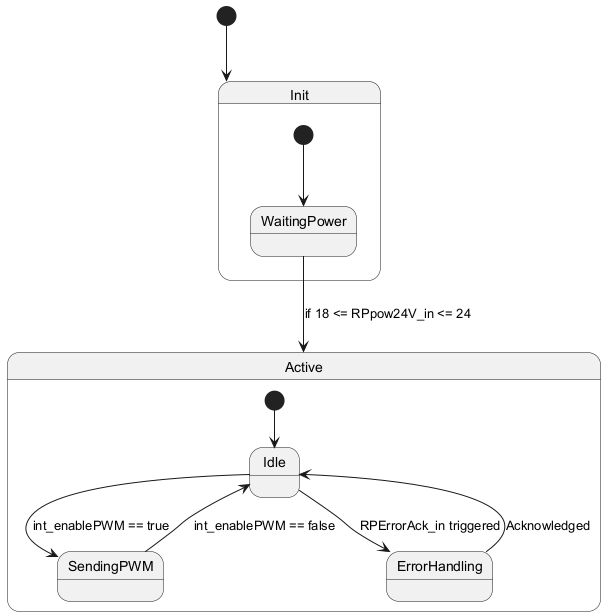 Init
WaitingPower
if 18 <= RPpow24V_in <= 24
Active
Idle
int_enablePWM == true
int_enablePWM == false
RPErrorAck_in triggered
Acknowledged
SendingPWM
ErrorHandling